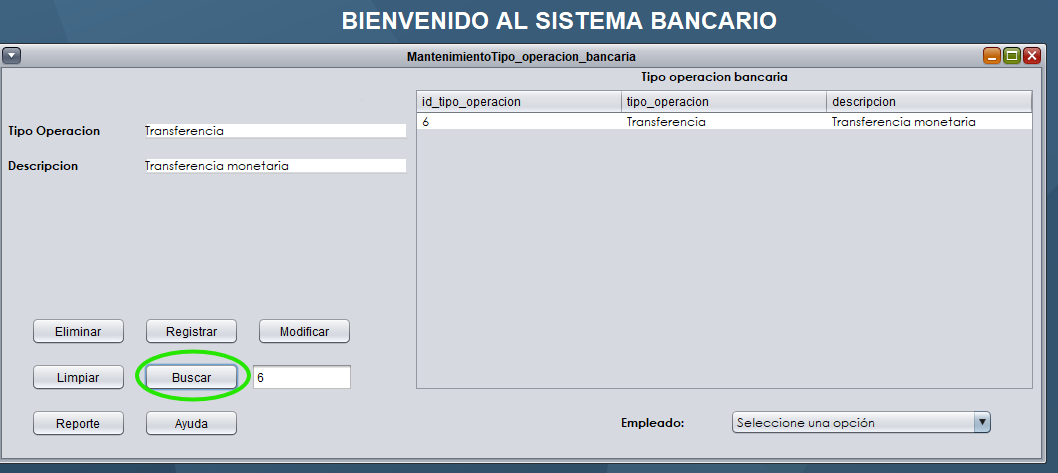 BIENVENIDO AL SISTEMA BANCARIO
MantenimientoTipo_operacion_bancaria
Tipo operacion bancaria
id_tipo_operacion tipo_operacion descripcion
6 Transferencia Transferencia monetaria
Tipo Operacion Transferencia
Descripcion Transferencia monetaria
Eliminar Registrar Modificar
Limpiar Buscar 6
Reporte Ayuda
Empleado: Seleccione una opción